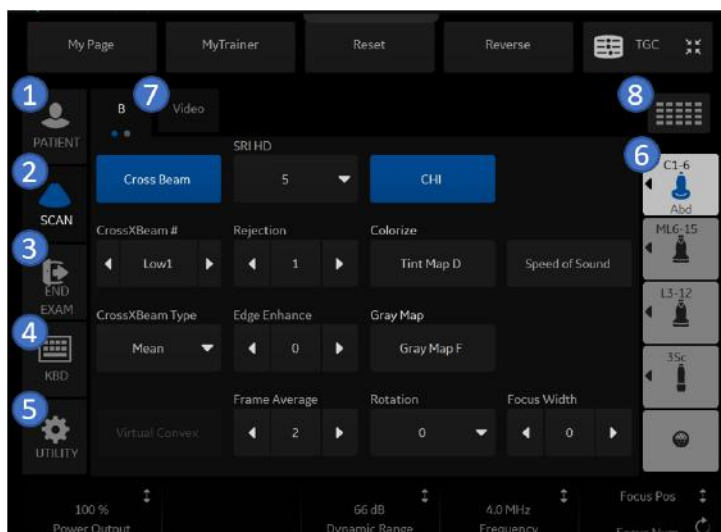 My Page MyTrainer Reset Reverse TGC
1 7 8
B Video
PATIENT
SRI HD 6
2 Cross Beam 5 CHI C1-6
SCAN Abd
3 CrossXBeam # Rejection Colorize ML6-15
Low1 1 Tint Map D Speed of Sound
END
EXAM L3-12
CrossXBeam Type Edge Enhance Gray Map
4 Mean 0 Gray Map F
KBD 3Sc
Frame Average Rotation Focus Width
5 Virtual Convex 2 0 0
UTILITY
100 % 66 dB 4.0 MHz Focus Pos
Power Output Dynamic Range Frequency Focus Num